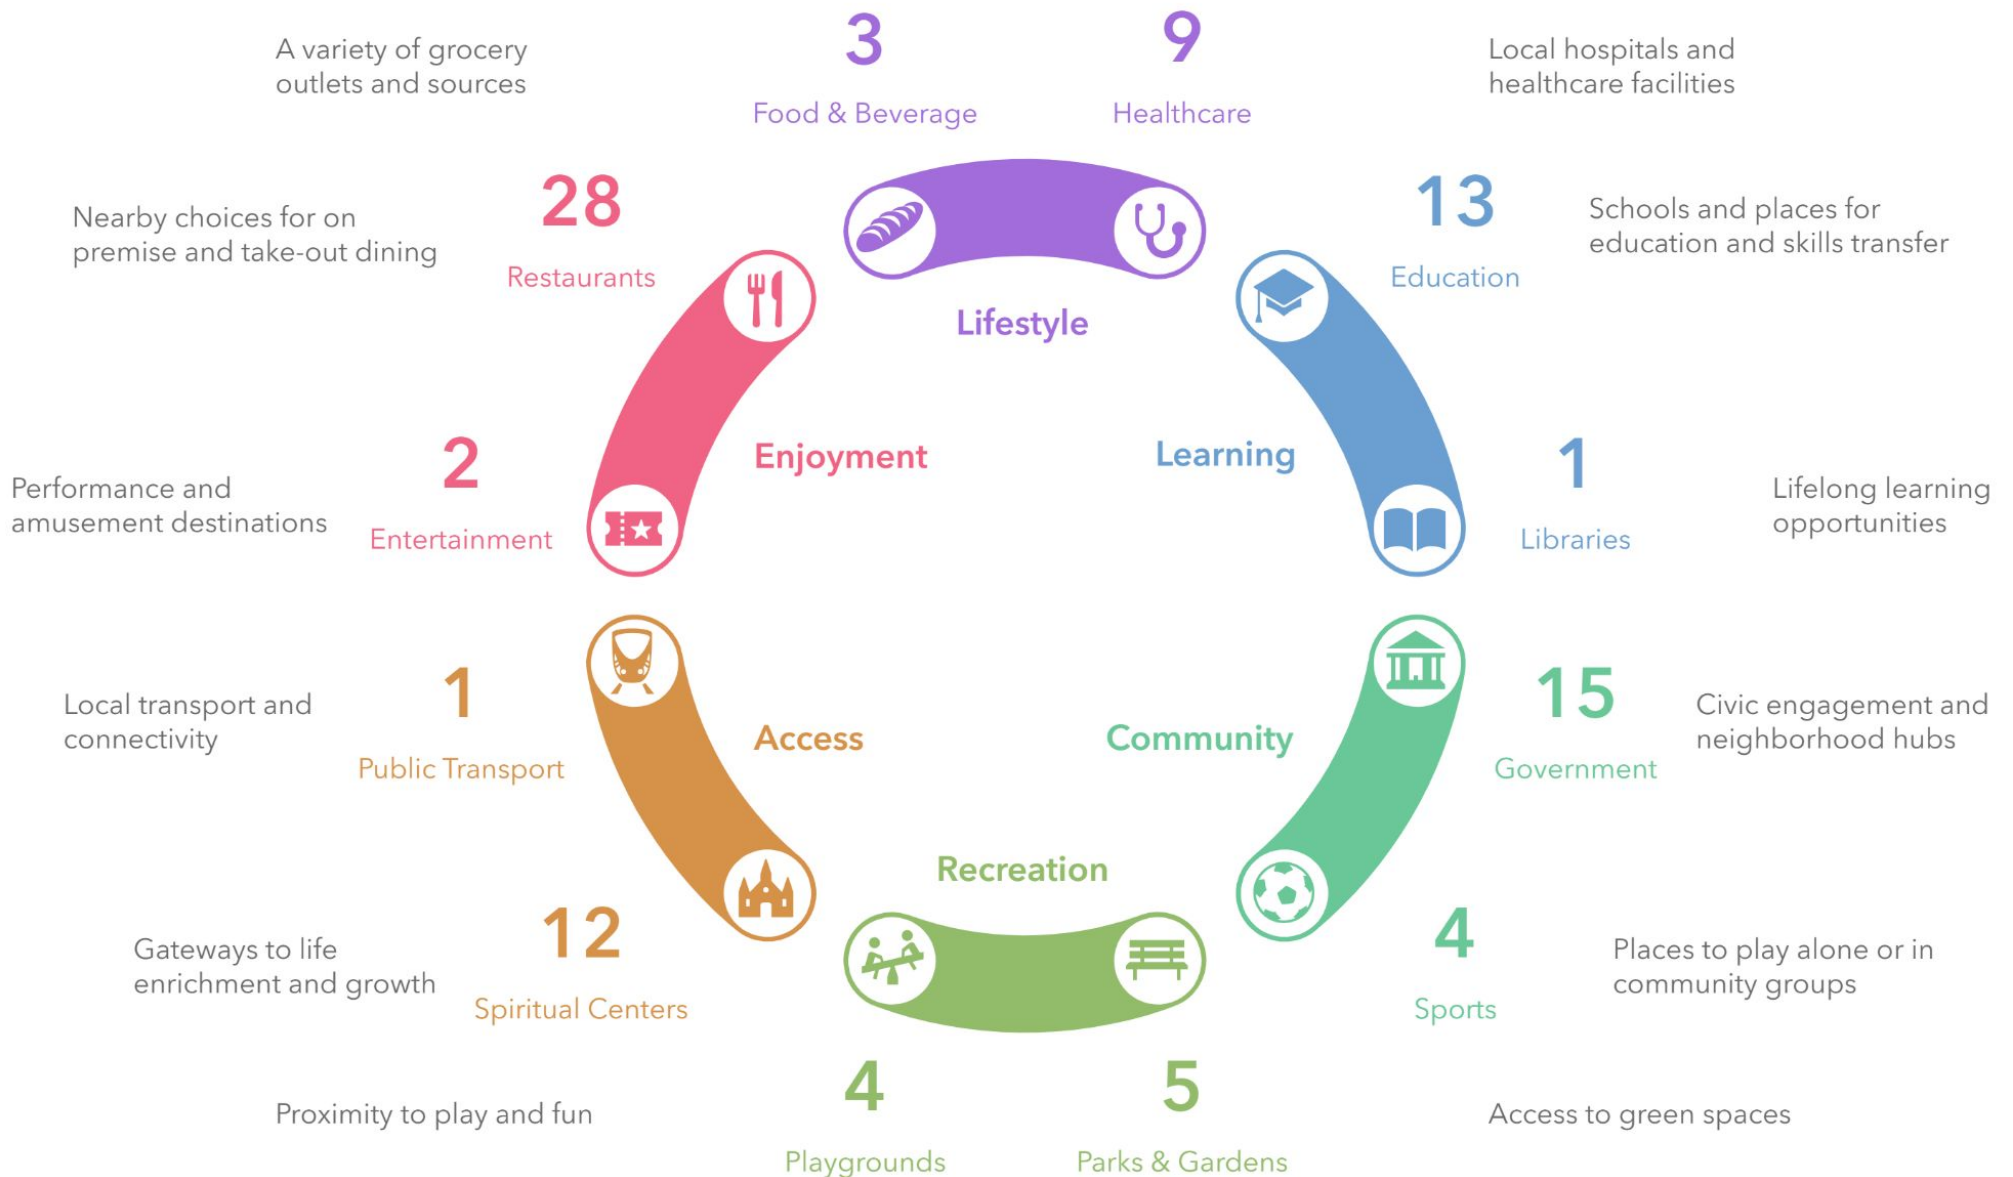 A variety of grocery
outlets and sources
3
Food & Beverage
9
Healthcare
Local hospitals and
healthcare facilities
Nearby choices for on
premise and take-out dining
28
Restaurants
Lifestyle
13
Education
Schools and places for
education and skills transfer
Performance and
amusement destinations
2
Entertainment
Enjoyment
Learning
1
Libraries
Lifelong learning
opportunities
Local transport and
connectivity
1
Public Transport
Access
Community
15
Government
Civic engagement and
neighborhood hubs
Gateways to life
enrichment and growth
12
Spiritual Centers
Recreation
4
Sports
Places to play alone or in
community groups
Proximity to play and fun
4
Playgrounds
5
Parks & Gardens
Access to green spaces